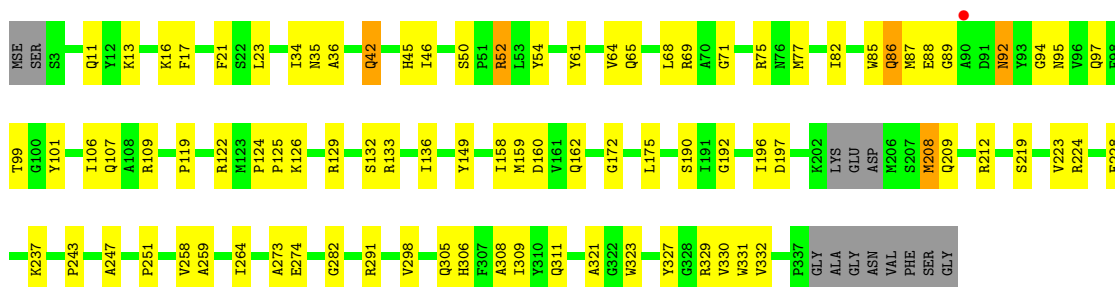 MSE SER S3 Q11 Y12 K13 K16 F17 F21 S22 L23 I34 N35 A36 Q42 H45 I46 S50 P51 R52 L53 Y54 Y61 V64 Q65 L68 R69 A70 G71 R75 N76 M77 I82 W85 Q86 M87 E88 G89 A90 D91 N92 Y93 G94 N95 V96 Q97 E98
T99 G100 Y101 I106 Q107 A108 R109 P119 R122 M123 P124 P125 K126 R129 S132 R133 I136 Y149 I158 M159 D160 V161 Q162 G172 L175 S190 I191 G192 I196 D197 K202 LYS GLU ASP M206 S207 M208 Q209 R212 S219 V223 R224
K237 P243 A247 P251 V258 A259 I264 A273 E274 G282 R291 V298 Q305 H306 F307 A308 I309 Y310 Q311 A321 G322 W323 Y327 G328 R329 V330 W331 V332 P337 GLY ALA GLY ASN VAL PHE SER GLY